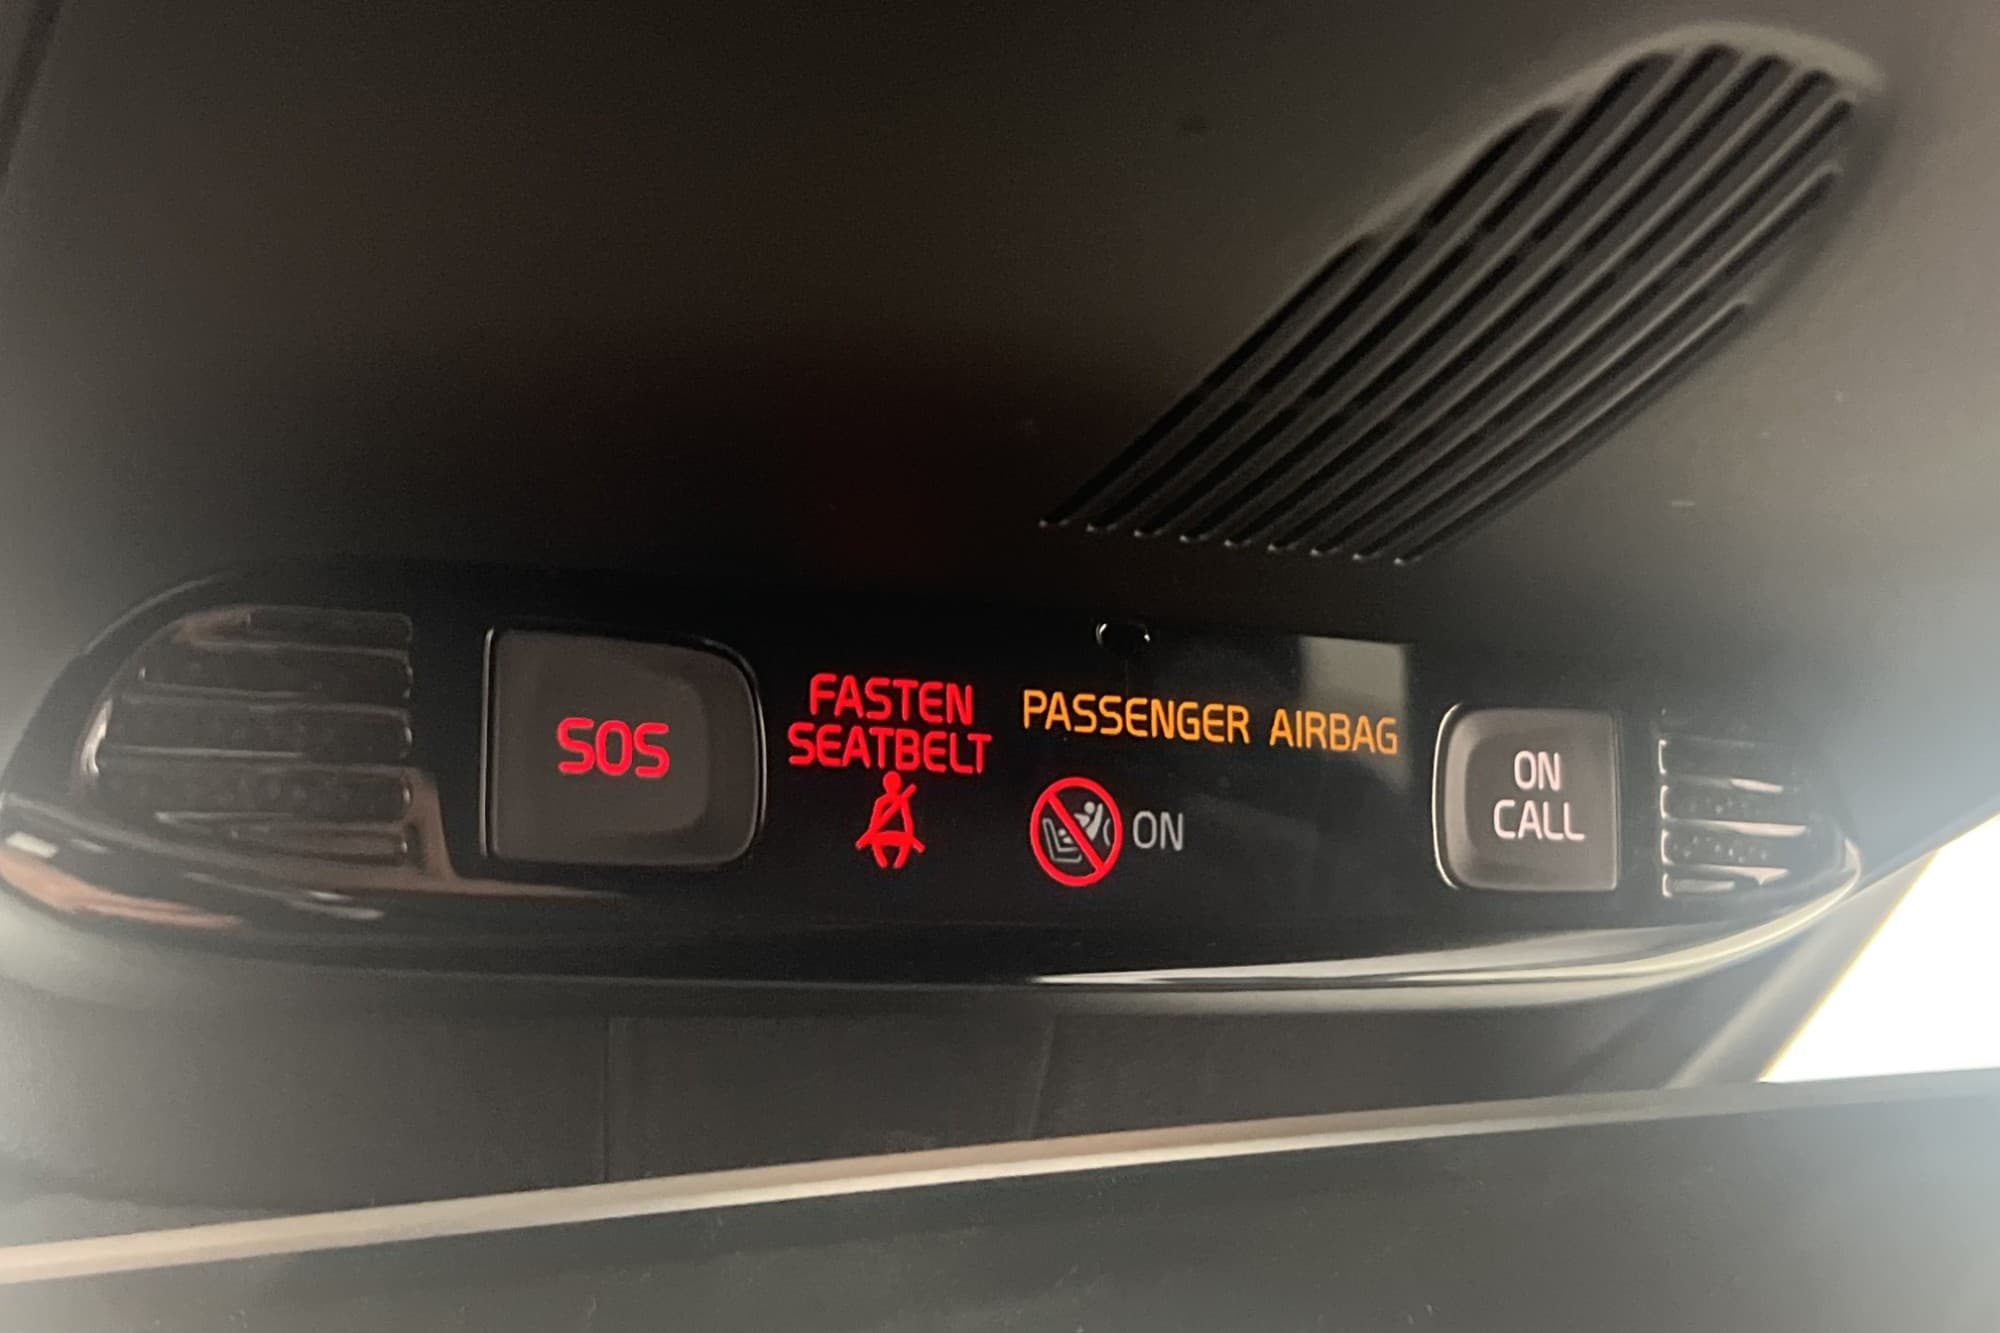 SOS
FASTEN
SEATBELT
PASSENGER AIRBAG
ON
ON
CALL